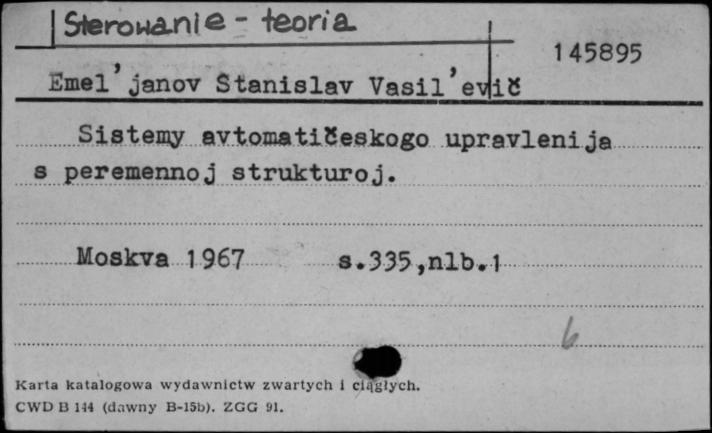 Sterowanie - teoria
145895
Emel'janov Stanislav Vasil'evič
Sistemy avtomatičeskogo upravlenija
s peremennoj strukturoj.
Moskva 1967 s.335,nlb.1
b
Karta katalogowa wydawnictw zwartych i ciągłych.
CWD B 144 (dawny B-15b). ZGG 91.